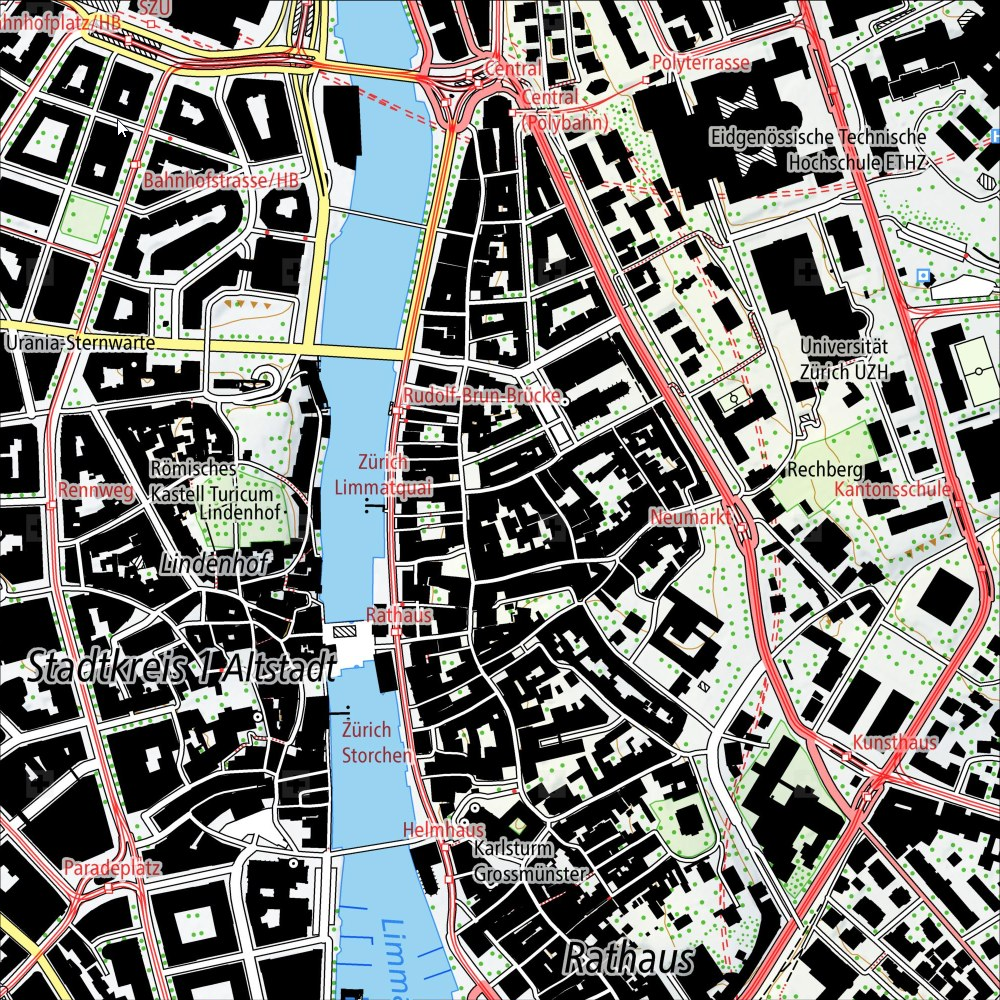 SZU
ahnhofplatz/HB
Central
Polyterrasse
Central
(Polybahn)
Eidgenössische Technische
Hochschule ETHZ
Bahnhofstrasse/HB
Urania-Sternwarte
Universität
Zürich UZH
Rudolf-Brun-Brücke
Zürich
Limmatquai
Römisches
Kastell Turicum
Lindenhof
Rennweg
Rechberg
Kantonsschule
Neumarkt
Lindenhof
Rathaus
Stadtkreis 1 Altstadt
Zürich
Storchen
Kunsthaus
Helmhaus
Karlsturm
Grossmünster
Paradeplatz
Limma
Rathaus